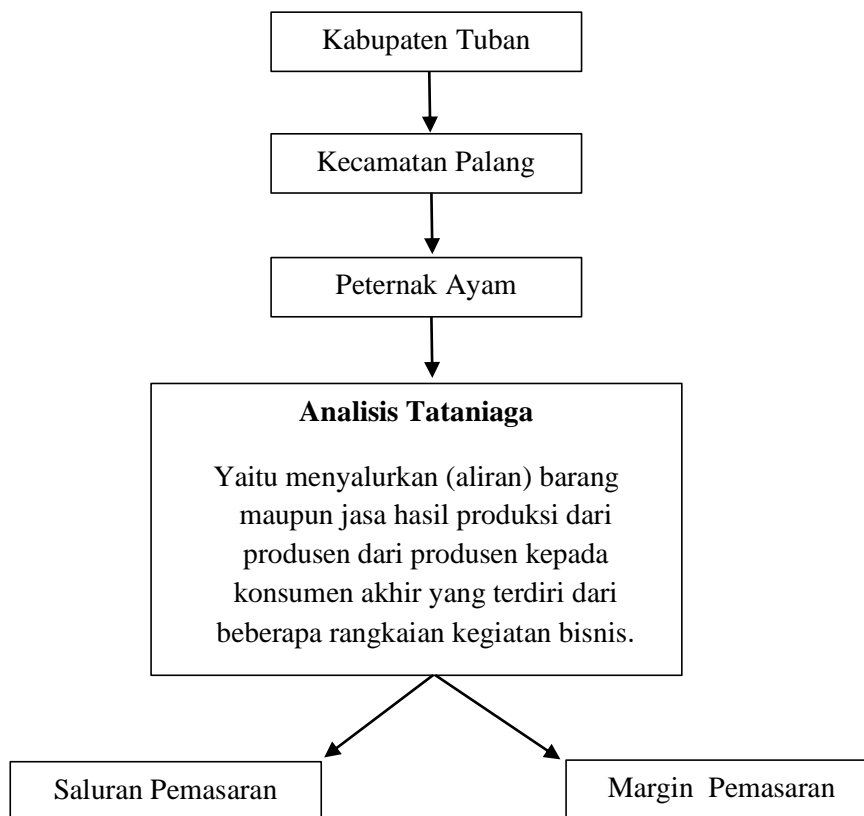 Kabupaten Tuban
Kecamatan Palang
Peternak Ayam
Analisis Tataniaga
Yaitu menyalurkan (aliran) barang
maupun jasa hasil produksi dari
produsen dari produsen kepada
konsumen akhir yang terdiri dari
beberapa rangkaian kegiatan bisnis.
Saluran Pemasaran
Margin  Pemasaran